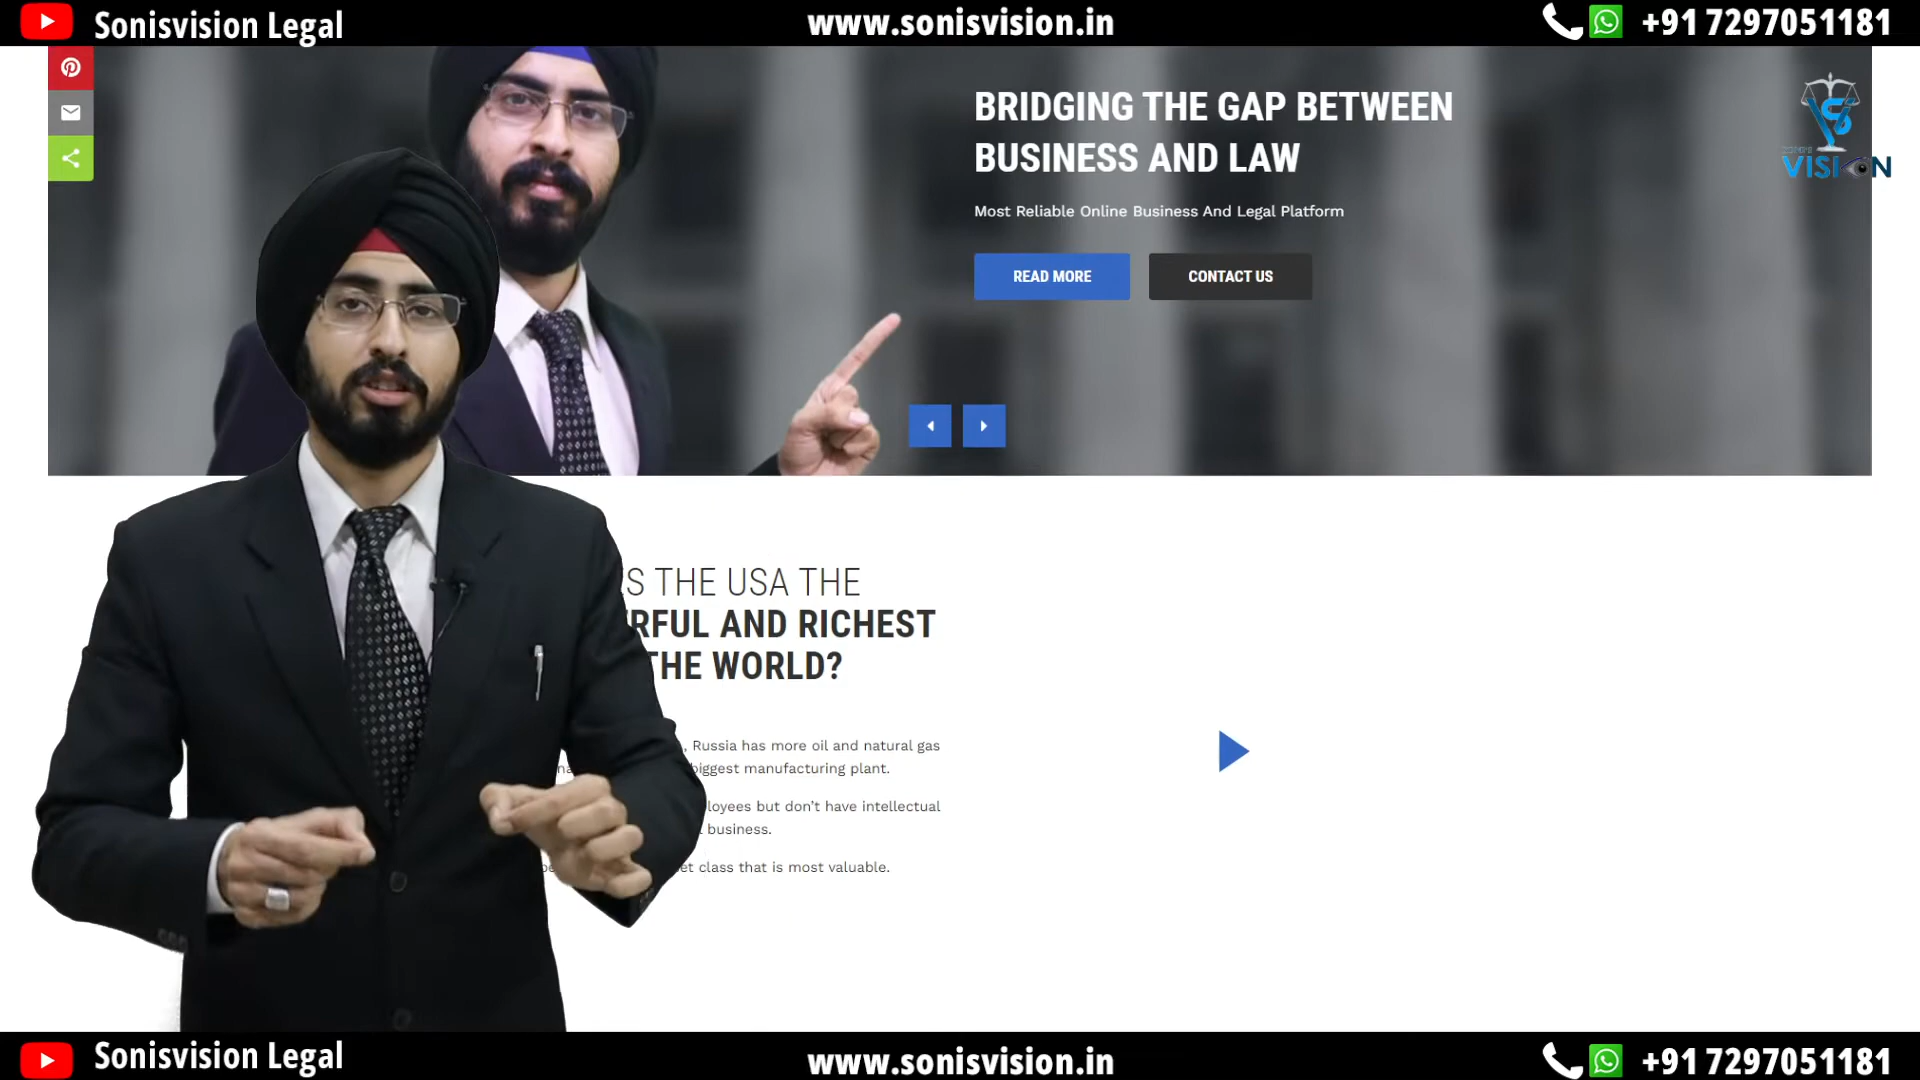 Sonisvision Legal
www.sonisvision.in
+91 7297051181
BRIDGING THE GAP BETWEEN
BUSINESS AND LAW
Most Reliable Online Business And Legal Platform
READ MORE
CONTACT US
VISION
S THE USA THE
RFUL AND RICHEST
THE WORLD?
, Russia has more oil and natural gas
biggest manufacturing plant.
loyees but don't have intellectual
business.
et class that is most valuable.
Sonisvision Legal
www.sonisvision.in
+91 7297051181